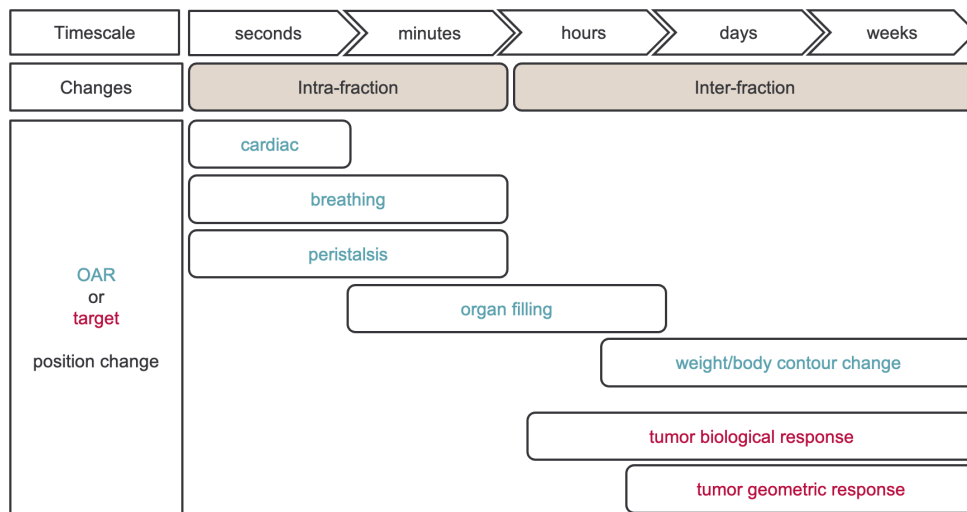 Timescale
seconds
minutes
hours
days
weeks
Changes
Intra-fraction
Inter-fraction
OAR
or
target
position change
cardiac
breathing
peristalsis
organ filling
weight/body contour change
tumor biological response
tumor geometric response